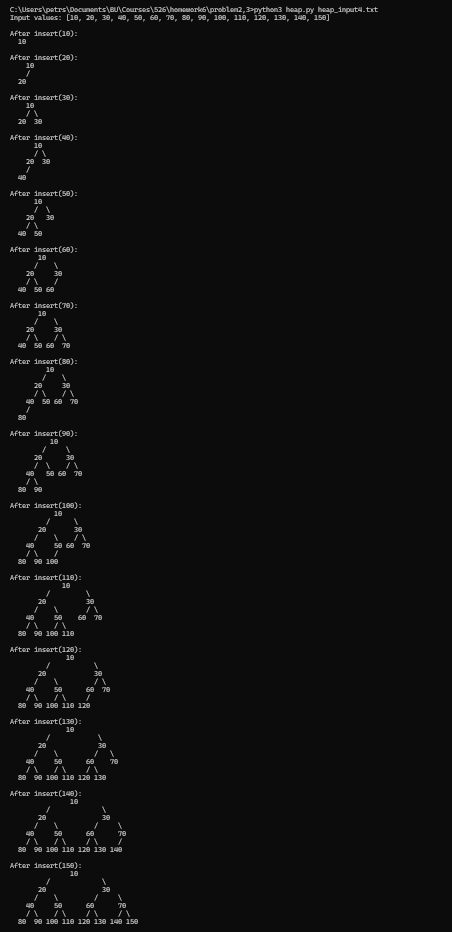 C:\Users\petrs\Documents\BU\Courses\526\homework6\problem2,3>python3 heap.py heap_input4.txt
Input values: [10, 20, 30, 40, 50, 60, 70, 80, 90, 100, 110, 120, 130, 140, 150]
After insert(10):
10
After insert(20):
10
/
20
After insert(30):
10
/ \
20 30
After insert(40):
10
/ \
20 30
/
40
After insert(50):
10
/ \
20 30
/ \
40 50
After insert(60):
10
/ \
20 30
/ \ /
40 50 60
After insert(70):
10
/ \
20 30
/ \ / \
40 50 60 70
After insert(80):
10
/ \
20 30
/ \ / \
40 50 60 70
/
80
After insert(90):
10
/ \
20 30
/ \ / \
40 50 60 70
/ \
80 90
After insert(100):
10
/ \
20 30
/ \ / \
40 50 60 70
/ \ /
80 90 100
After insert(110):
10
/ \
20 30
/ \ / \
40 50 60 70
/ \ / \
80 90 100 110
After insert(120):
10
/ \
20 30
/ \ / \
40 50 60 70
/ \ / \ /
80 90 100 110 120
After insert(130):
10
/ \
20 30
/ \ / \
40 50 60 70
/ \ / \ / \
80 90 100 110 120 130
After insert(140):
10
/ \
20 30
/ \ / \
40 50 60 70
/ \ / \ / \ /
80 90 100 110 120 130 140
After insert(150):
10
/ \
20 30
/ \ / \
40 50 60 70
/ \ / \ / \ / \
80 90 100 110 120 130 140 150